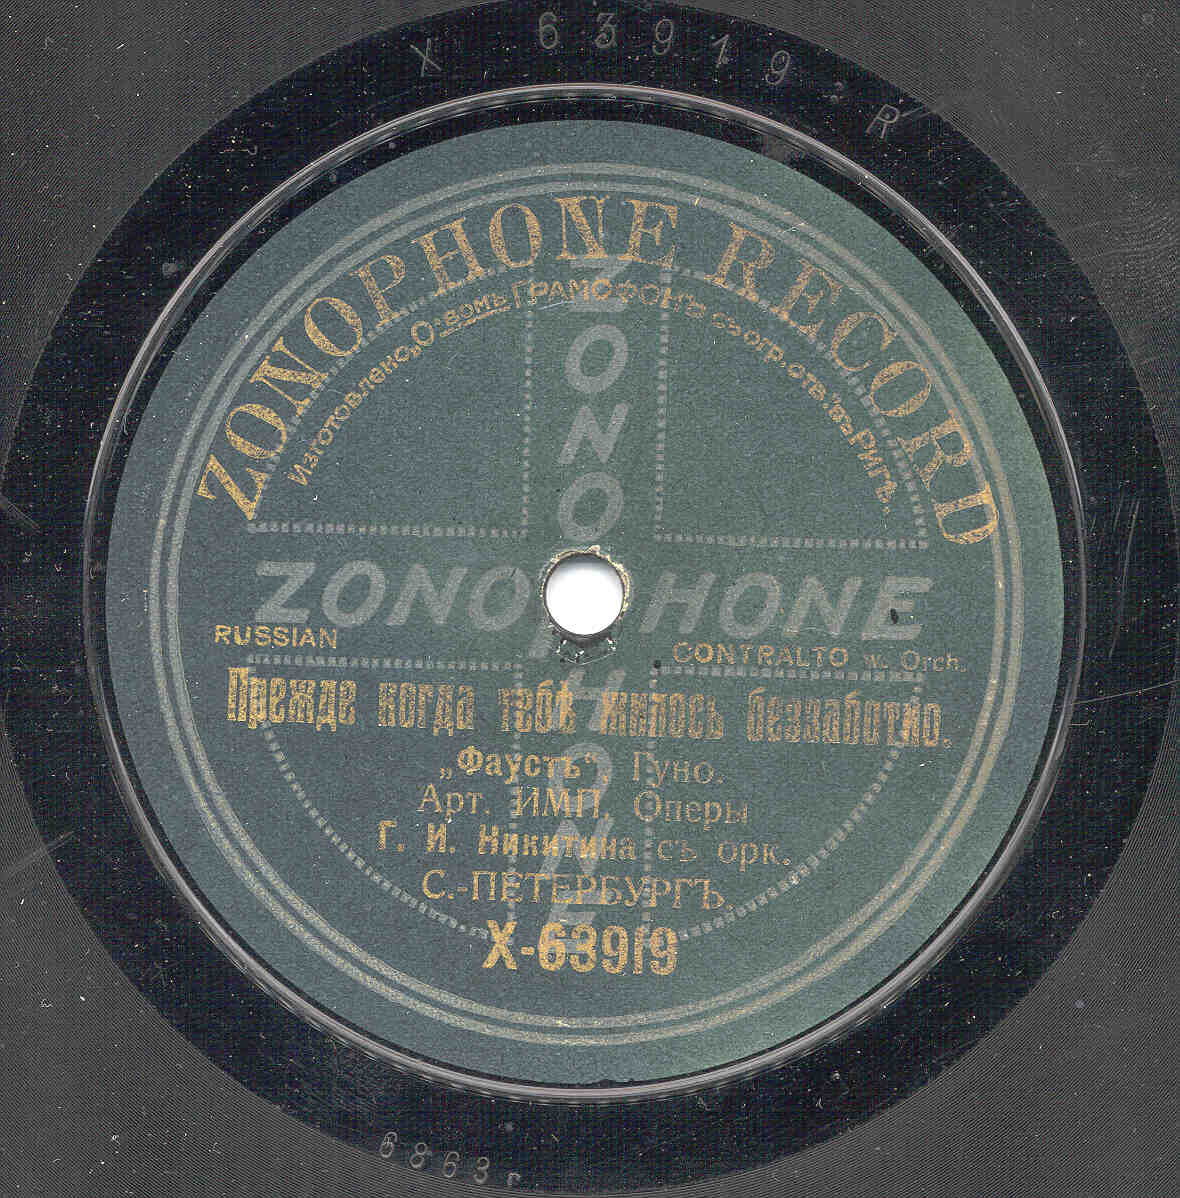 X 63919 R
ZONOPHONE RECORD
Изготовлено „О-вомъ ГРАМОФОНЪ съ огр. отв." въ Ригѣ.
ZONOPHONE
ZONOPHONE
RUSSIAN
CONTRALTO w. Orch.
Прежде когда тебѣ жилось беззаботно.
„Фаустъ", Гуно.
Арт. ИМП. Оперы
Г. И. Никитина съ орк.
С.-ПЕТЕРБУРГЪ.
X-63919
6863r